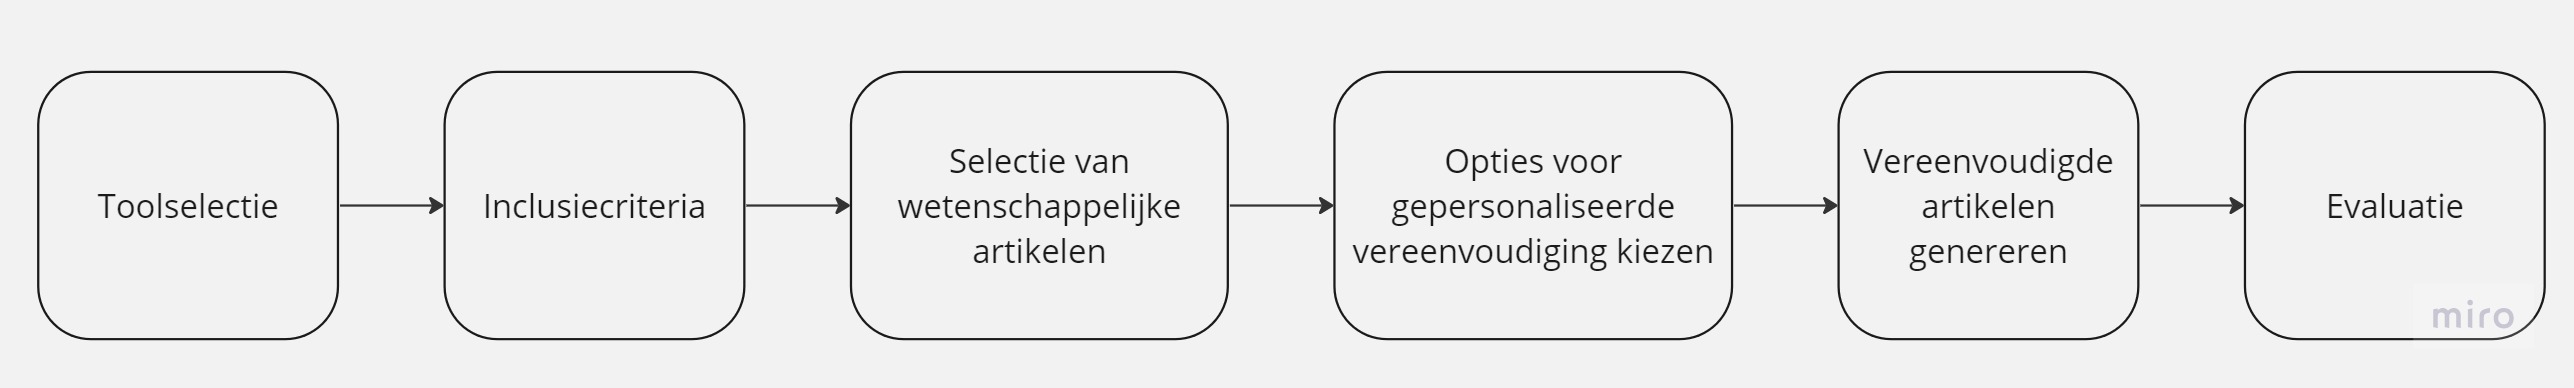 Toolselectie
Inclusiecriteria
Selectie van
wetenschappelijke
artikelen
Opties voor
gepersonaliseerde
vereenvoudiging kiezen
Vereenvoudigde
artikelen
genereren
Evaluatie
miro